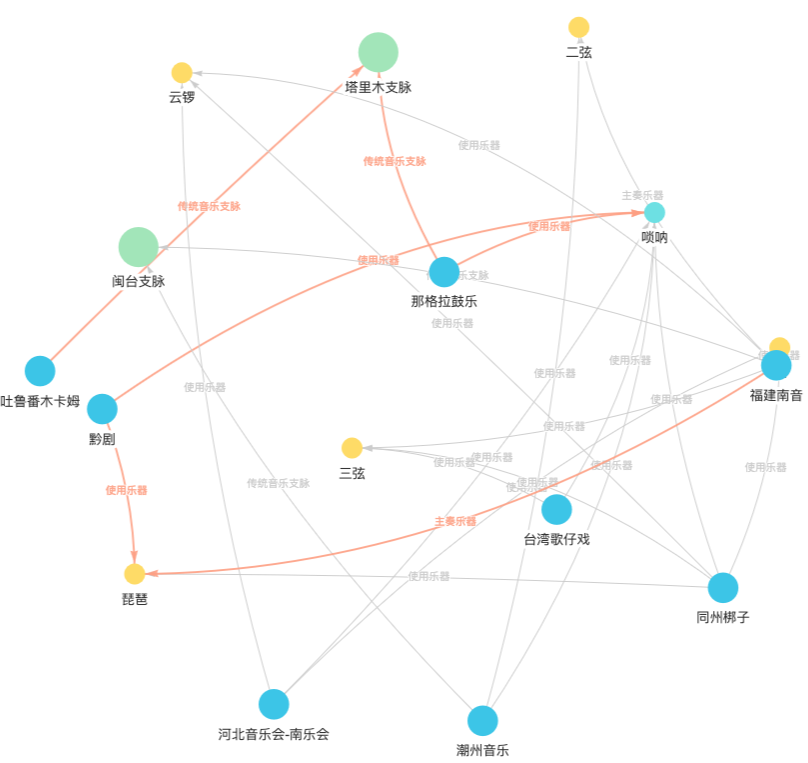 二弦
塔里木支脉
云锣
使用乐器
传统音乐支脉
主奏乐器
传统音乐支脉
使用乐器
唢呐
使用乐器
乐支脉
闽台支脉
那格拉鼓乐
使用乐器
使用乐器
使用乐器
使用乐器
吐鲁番木卡姆
使用乐器
使用乐器
福建南音
黔剧
使用乐器
三弦
使用乐器
使用乐器
使用乐器
使用乐器
传统音乐支脉
使用乐器
使用乐器
主奏乐器
台湾歌仔戏
使用乐器
琵琶
同州梆子
河北音乐会-南乐会
潮州音乐